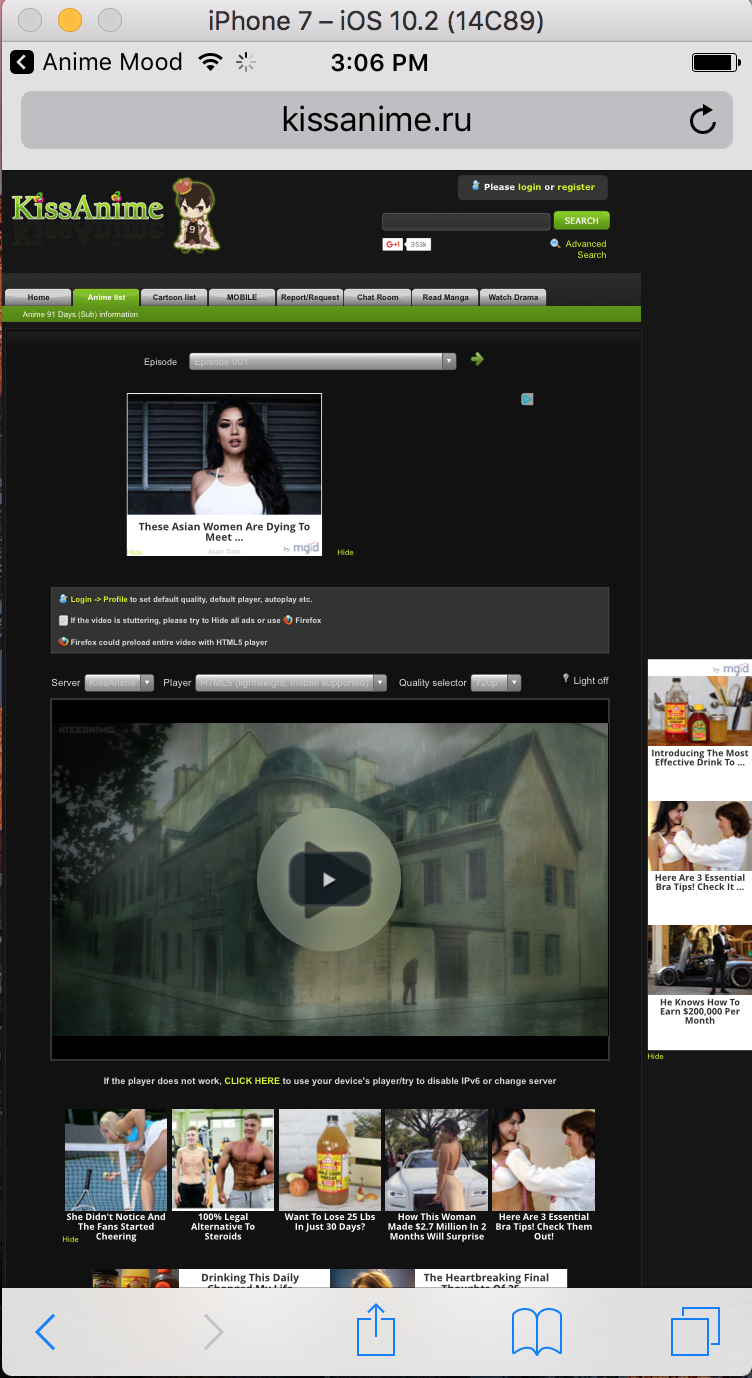 iPhone 7 – iOS 10.2 (14C89)
Anime Mood
3:06 PM
kissanime.ru
KissAnime
9
Please login or register
SEARCH
G+1
353k
Advanced
Search
Home
Anime list
Cartoon list
MOBILE
Report/Request
Chat Room
Read Manga
Watch Drama
Anime 91 Days (Sub) information
Episode
Episode 001
These Asian Women Are Dying To
Meet ...
Hide
Asian Date
by mgid
Hide
Login -> Profile to set default quality, default player, autoplay etc.
If the video is stuttering, please try to Hide all ads or use Firefox
Firefox could preload entire video with HTML5 player
Server
KissAnime
Player
HTML5 (lightweight, mobile supported)
Quality selector
720p
Light off
KISSANIME
by mgid
Introducing The Most
Effective Drink To ...
Here Are 3 Essential
Bra Tips! Check It ...
He Knows How To
Earn $200,000 Per
Month
Hide
If the player does not work, CLICK HERE to use your device's player/try to disable IPv6 or change server
She Didn't Notice And
The Fans Started
Cheering
Hide
100% Legal
Alternative To
Steroids
Want To Lose 25 Lbs
In Just 30 Days?
How This Woman
Made $2.7 Million In 2
Months Will Surprise
Here Are 3 Essential
Bra Tips! Check Them
Out!
Drinking This Daily
Changed My Life
The Heartbreaking Final
Thoughts Of 25